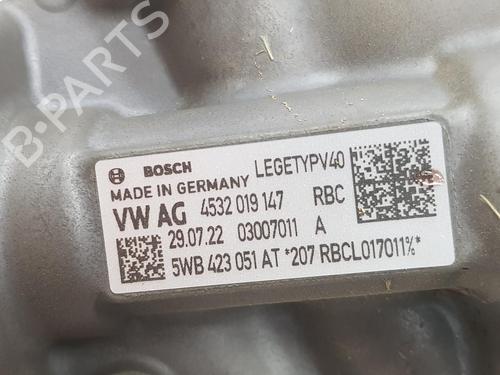 B-PARTS
BOSCH LEGETYPV40
MADE IN GERMANY
VW AG 4532 019 147 RBC
29.07.22 03007011 A
5WB 423 051 AT *207 RBCL017011%*